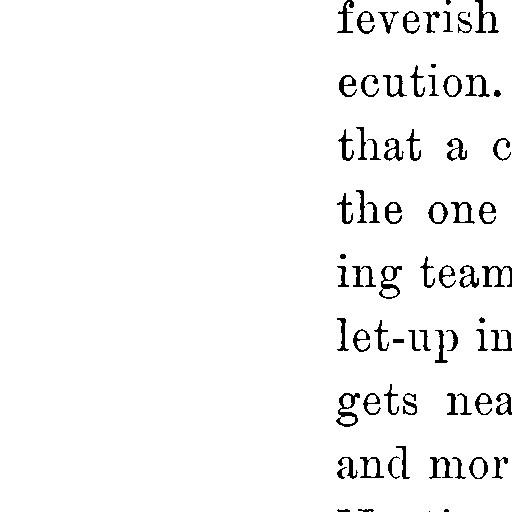 feverish
ecution.
that a c
the one
ing team
let-up in
gets nea
and mor